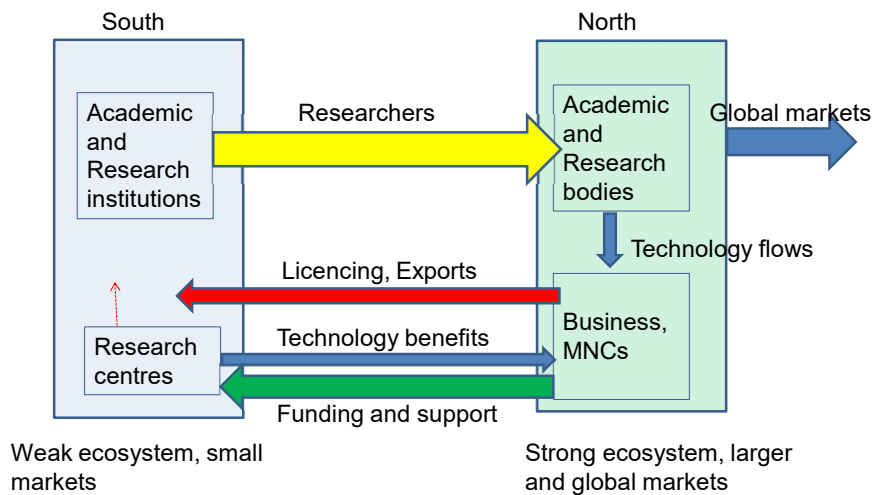 South
North
Academic
and
Research
institutions
Researchers
Academic
and
Research
bodies
Global markets
Technology flows
Licencing, Exports
Business,
MNCs
Technology benefits
Research
centres
Funding and support
Weak ecosystem, small
markets
Strong ecosystem, larger
and global markets